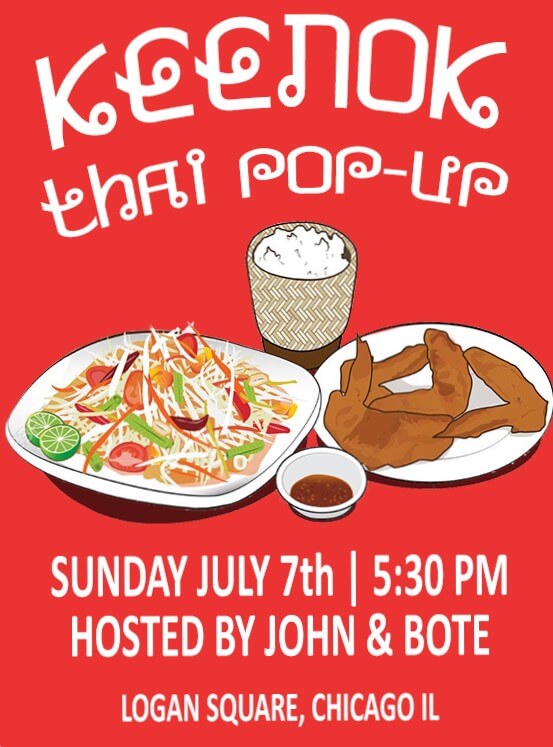 KEENOK
THAI POP-UP
SUNDAY JULY 7th | 5:30 PM
HOSTED BY JOHN & BOTE
LOGAN SQUARE, CHICAGO IL